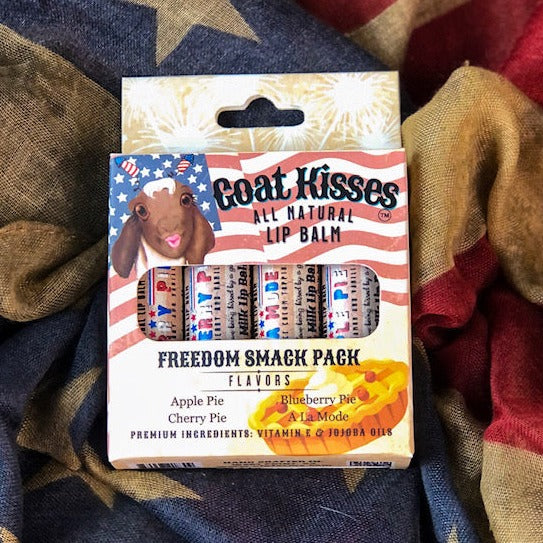 Goat Kisses
TM
ALL NATURAL
LIP BALM
FREEDOM SMACK PACK
FLAVORS
Apple Pie Blueberry Pie
Cherry Pie A La Mode
PREMIUM INGREDIENTS: VITAMIN E & JOJOBA OILS